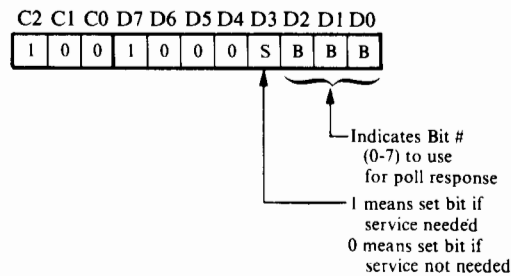 C2 C1 C0 D7 D6 D5 D4 D3 D2 D1 D0
1 0 0 1 0 0 0 S B B B
Indicates Bit #
(0-7) to use
for poll response
1 means set bit if
service needed
0 means set bit if
service not needed